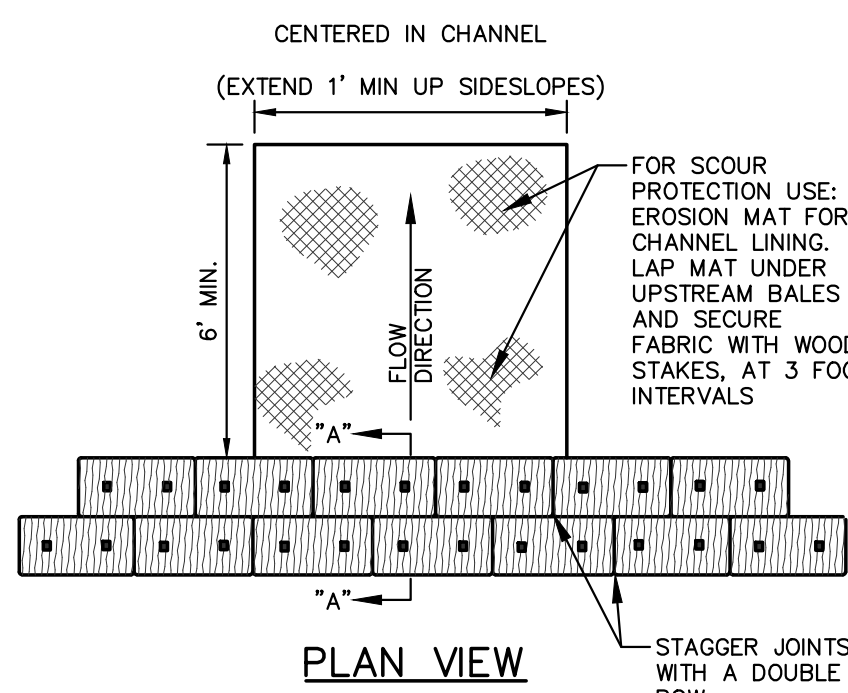 CENTERED IN CHANNEL
(EXTEND 1' MIN UP SIDESLOPES)
6' MIN.
FLOW
DIRECTION
FOR SCOUR
PROTECTION USE:
EROSION MAT FOR
CHANNEL LINING.
LAP MAT UNDER
UPSTREAM BALES
AND SECURE
FABRIC WITH WOOD
STAKES, AT 3 FOO
INTERVALS
"A"
"A"
PLAN VIEW
STAGGER JOINTS
WITH A DOUBLE